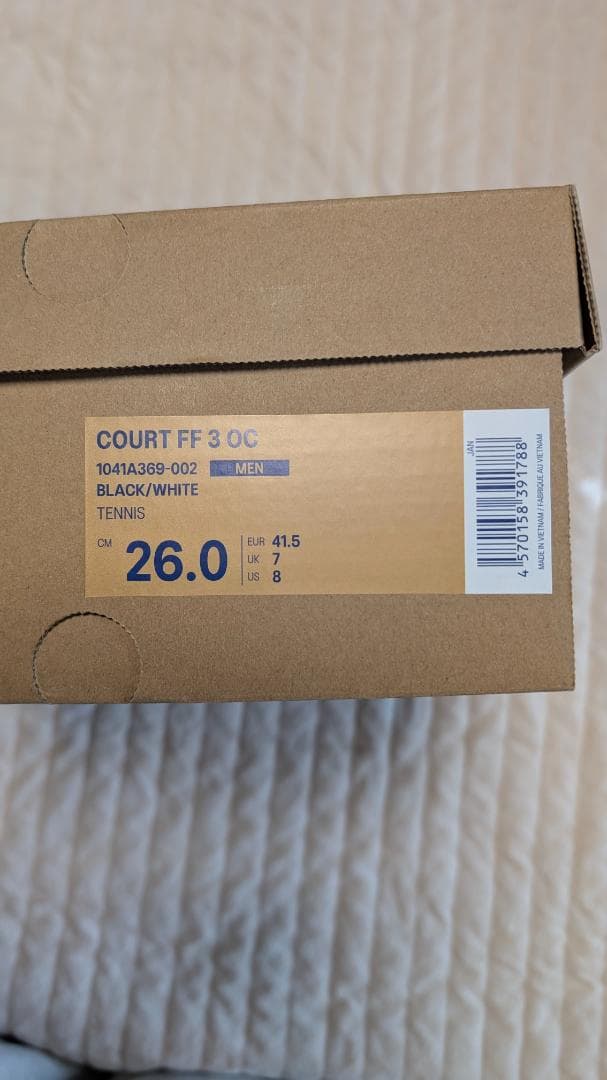 COURT FF 3 OC
1041A369-002 MEN
BLACK/WHITE
TENNIS
CM 26.0
EUR 41.5
UK 7
US 8
JAN
4 570158 391788
MADE IN VIETNAM / FABRIQUE AU VIETNAM